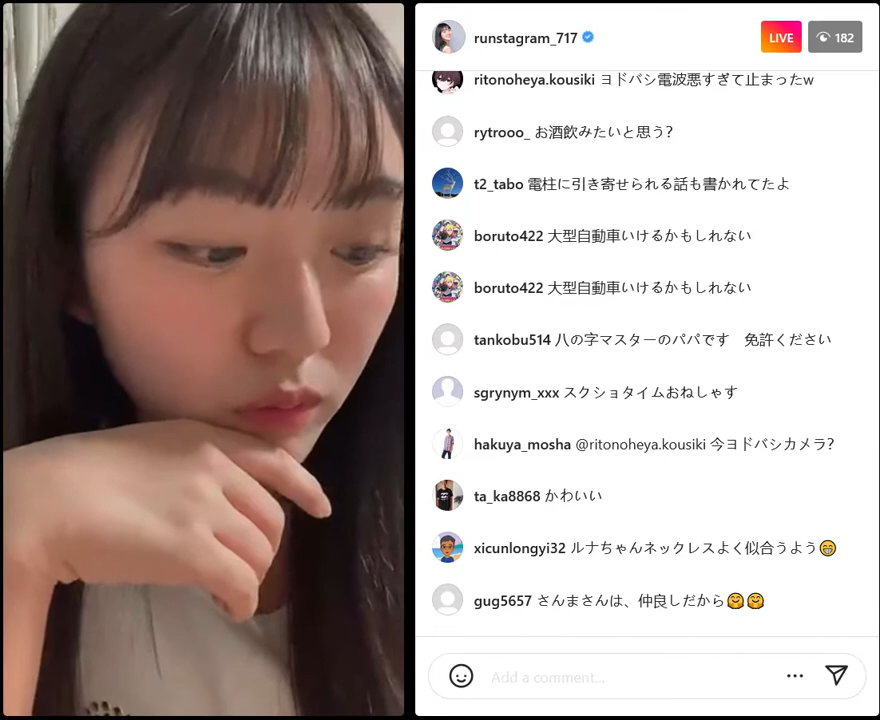 runstagram_717
LIVE
182
ritonoheya.kousiki ヨドバシ電波悪すぎて止まったw
rytrooo_ お酒飲みたいと思う?
t2_tabo 電柱に引き寄せられる話も書かれてたよ
boruto422 大型自動車いけるかもしれない
boruto422 大型自動車いけるかもしれない
tankobu514 八の字マスターのパパです　免許ください
sgrynym_xxx スクショタイムおねしゃす
hakuya_mosha @ritonoheya.kousiki 今ヨドバシカメラ?
ta_ka8868 かわいい
xicunlongyi32 ルナちゃんネックレスよく似合うよう😁
gug5657 さんまさんは、仲良しだから🤗🤗
Add a comment...